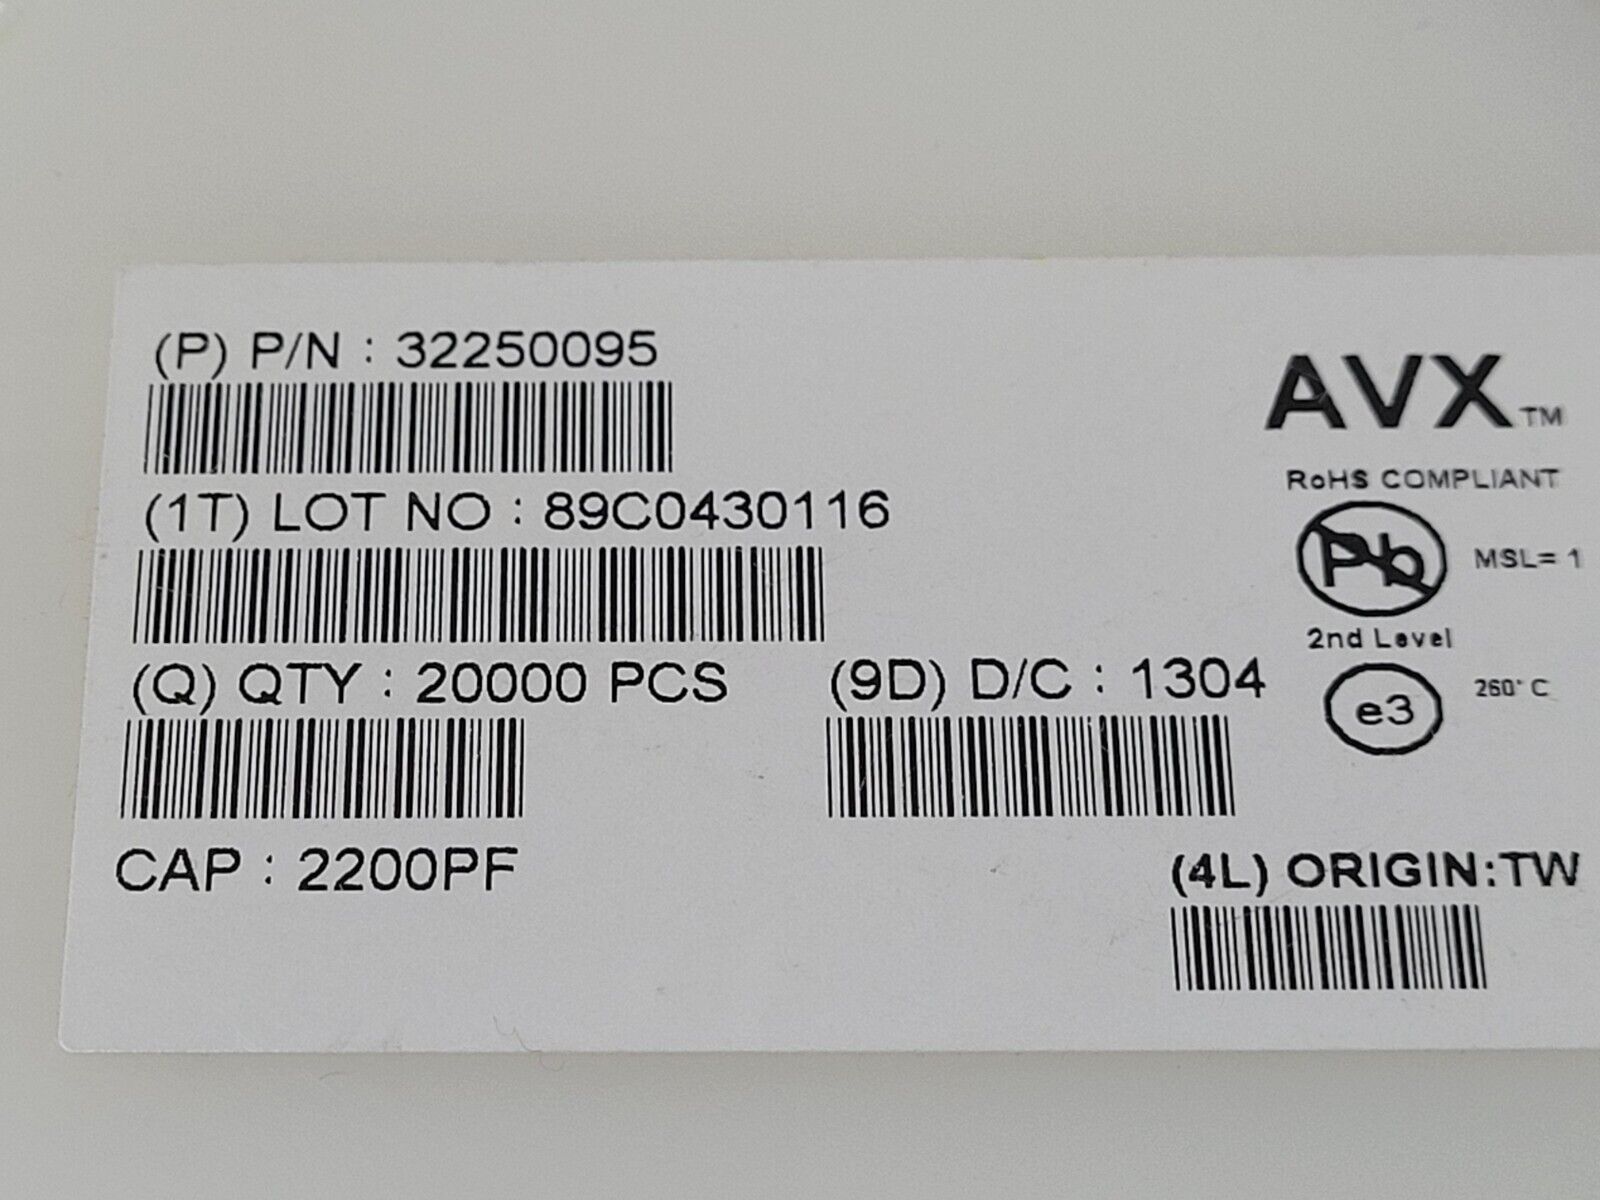 (P) P/N : 32250095
AVX TM
RoHS COMPLIANT
(1T) LOT NO : 89C0430116
Pb
MSL= 1
2nd Level
(Q) QTY : 20000 PCS
(9D) D/C : 1304
e3
260°C
CAP : 2200PF
(4L) ORIGIN:TW